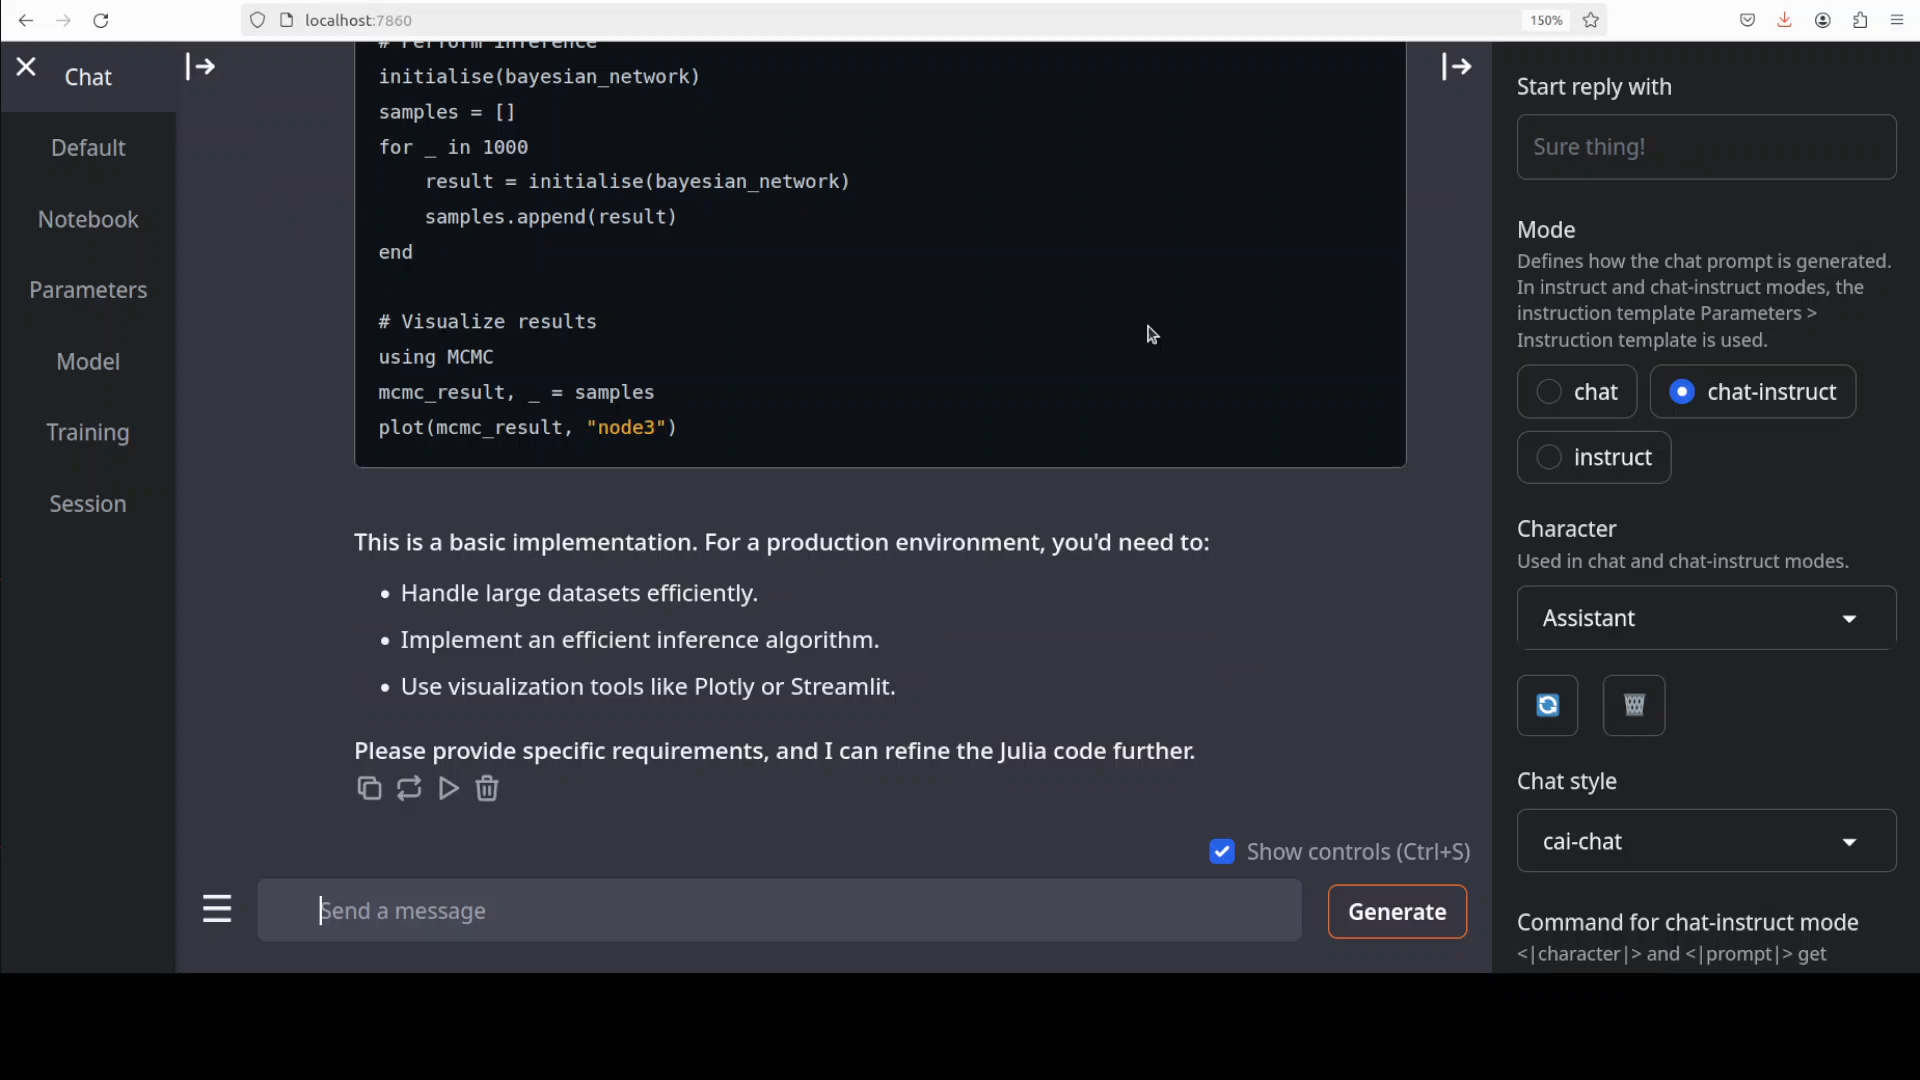 localhost:7860
150%
Chat
Default
Notebook
Parameters
Model
Training
Session
# Perform inference
initialise(bayesian_network)
samples = []
for _ in 1000
    result = initialise(bayesian_network)
    samples.append(result)
end
# Visualize results
using MCMC
mcmc_result, _ = samples
plot(mcmc_result, "node3")
This is a basic implementation. For a production environment, you'd need to:
• Handle large datasets efficiently.
• Implement an efficient inference algorithm.
• Use visualization tools like Plotly or Streamlit.
Please provide specific requirements, and I can refine the Julia code further.
Show controls (Ctrl+S)
Send a message
Generate
Start reply with
Sure thing!
Mode
Defines how the chat prompt is generated.
In instruct and chat-instruct modes, the
instruction template Parameters >
Instruction template is used.
chat
chat-instruct
instruct
Character
Used in chat and chat-instruct modes.
Assistant
Chat style
cai-chat
Command for chat-instruct mode
<|character|> and <|prompt|> get